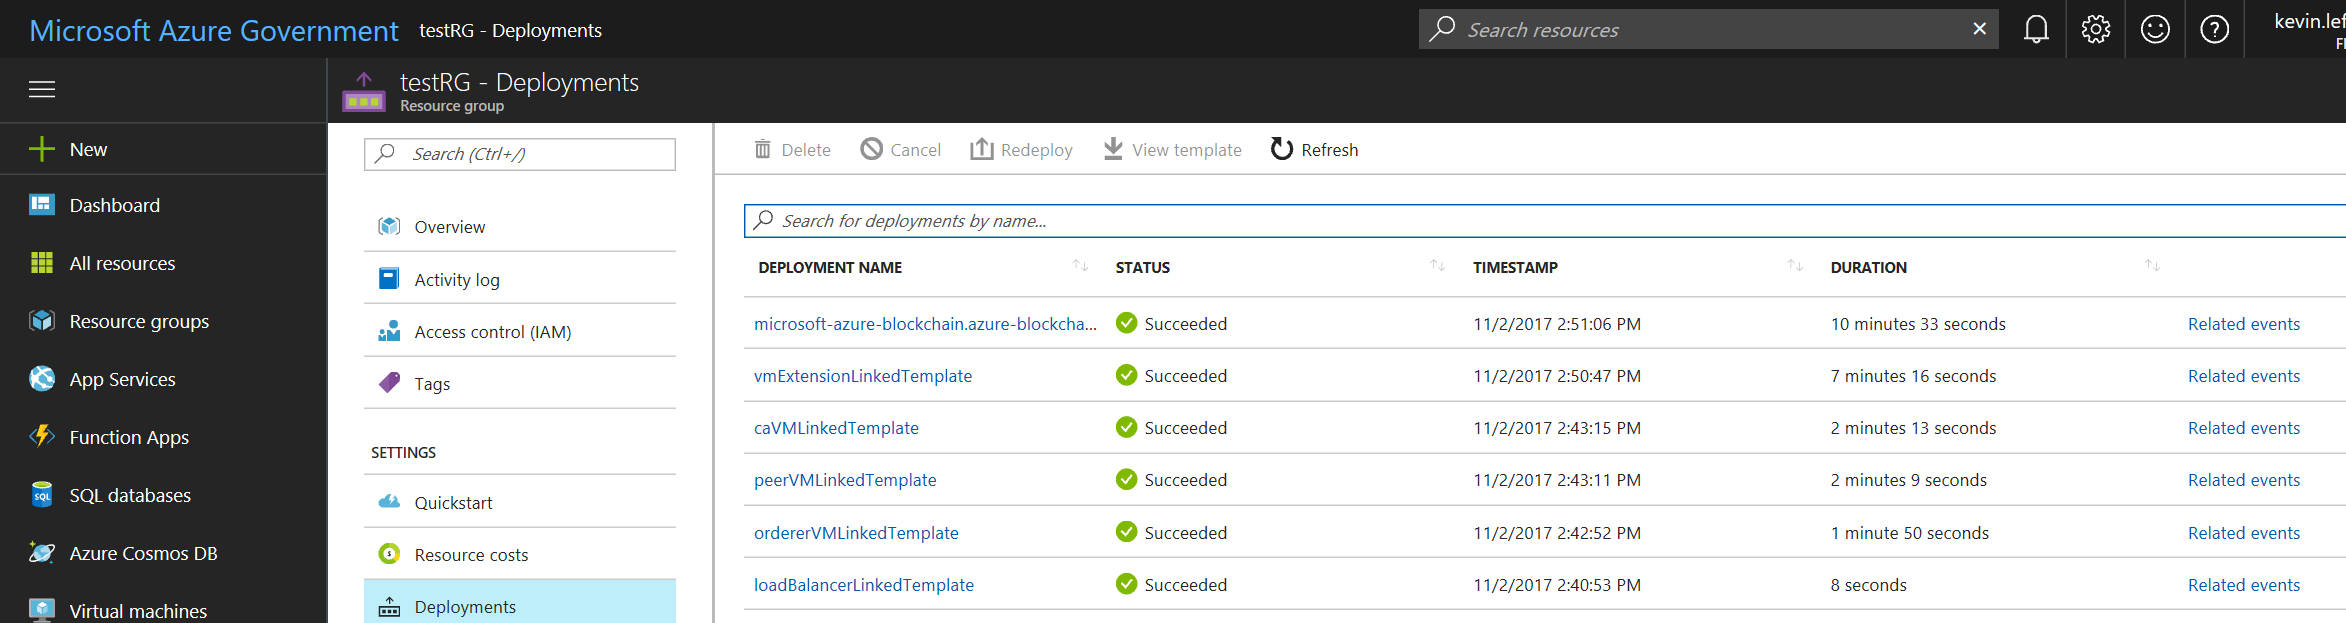 Microsoft Azure Government testRG - Deployments Search resources kevin.lef
testRG - Deployments
Resource group
New
Dashboard
All resources
Resource groups
App Services
Function Apps
SQL databases
Azure Cosmos DB
Virtual machines
Search (Ctrl+/)
Overview
Activity log
Access control (IAM)
Tags
SETTINGS
Quickstart
Resource costs
Deployments
Delete Cancel Redeploy View template Refresh
Search for deployments by name...
DEPLOYMENT NAME STATUS TIMESTAMP DURATION
microsoft-azure-blockchain.azure-blockcha... Succeeded 11/2/2017 2:51:06 PM 10 minutes 33 seconds Related events
vmExtensionLinkedTemplate Succeeded 11/2/2017 2:50:47 PM 7 minutes 16 seconds Related events
caVMLinkedTemplate Succeeded 11/2/2017 2:43:15 PM 2 minutes 13 seconds Related events
peerVMLinkedTemplate Succeeded 11/2/2017 2:43:11 PM 2 minutes 9 seconds Related events
ordererVMLinkedTemplate Succeeded 11/2/2017 2:42:52 PM 1 minute 50 seconds Related events
loadBalancerLinkedTemplate Succeeded 11/2/2017 2:40:53 PM 8 seconds Related events